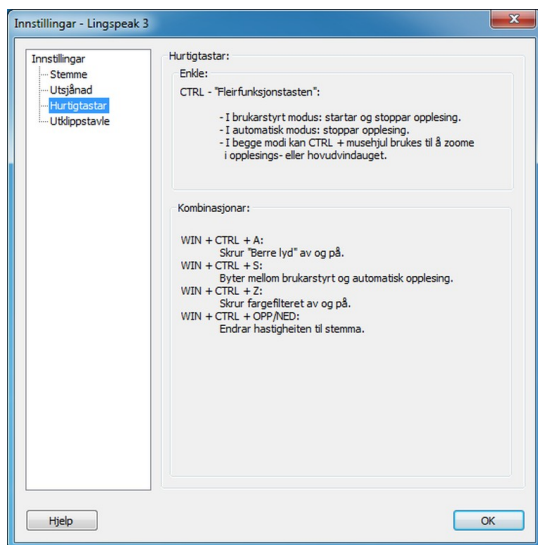 Innstillingar - Lingspeak 3
Innstillingar
Stemme
Utsjånad
Hurtigtastar
Utklippstavle
Hurtigtastar:
Enkle:
CTRL - "Fleirfunksjonstasten":
- I brukarstyrt modus: startar og stoppar opplesing.
- I automatisk modus: stoppar opplesing.
- I begge modi kan CTRL + musehjul brukes til å zoome
i opplesings- eller hovudvindauget.
Kombinasjonar:
WIN + CTRL + A:
Skrur "Berre lyd" av og på.
WIN + CTRL + S:
Byter mellom brukarstyrt og automatisk opplesing.
WIN + CTRL + Z:
Skrur fargefilteret av og på.
WIN + CTRL + OPP/NED:
Endrar hastigheiten til stemma.
Hjelp
OK